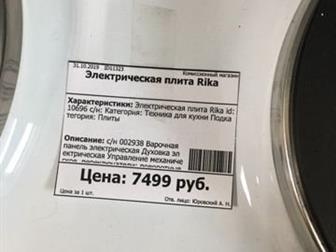 31.10.2019 ID11323 Комиссионный магазин
Электрическая плита Rika
Характеристики: Электрическая плита Rika id:
10696 с/н: Категория: Техника для кухни Подка
тегория: Плиты
Описание: с/н 002938 Варочная
панель электрическая Духовка эл
ектрическая Управление механиче
Цена: 7499 руб.
Цена за 1 шт. Отв. лицо: Юровский А. Н.